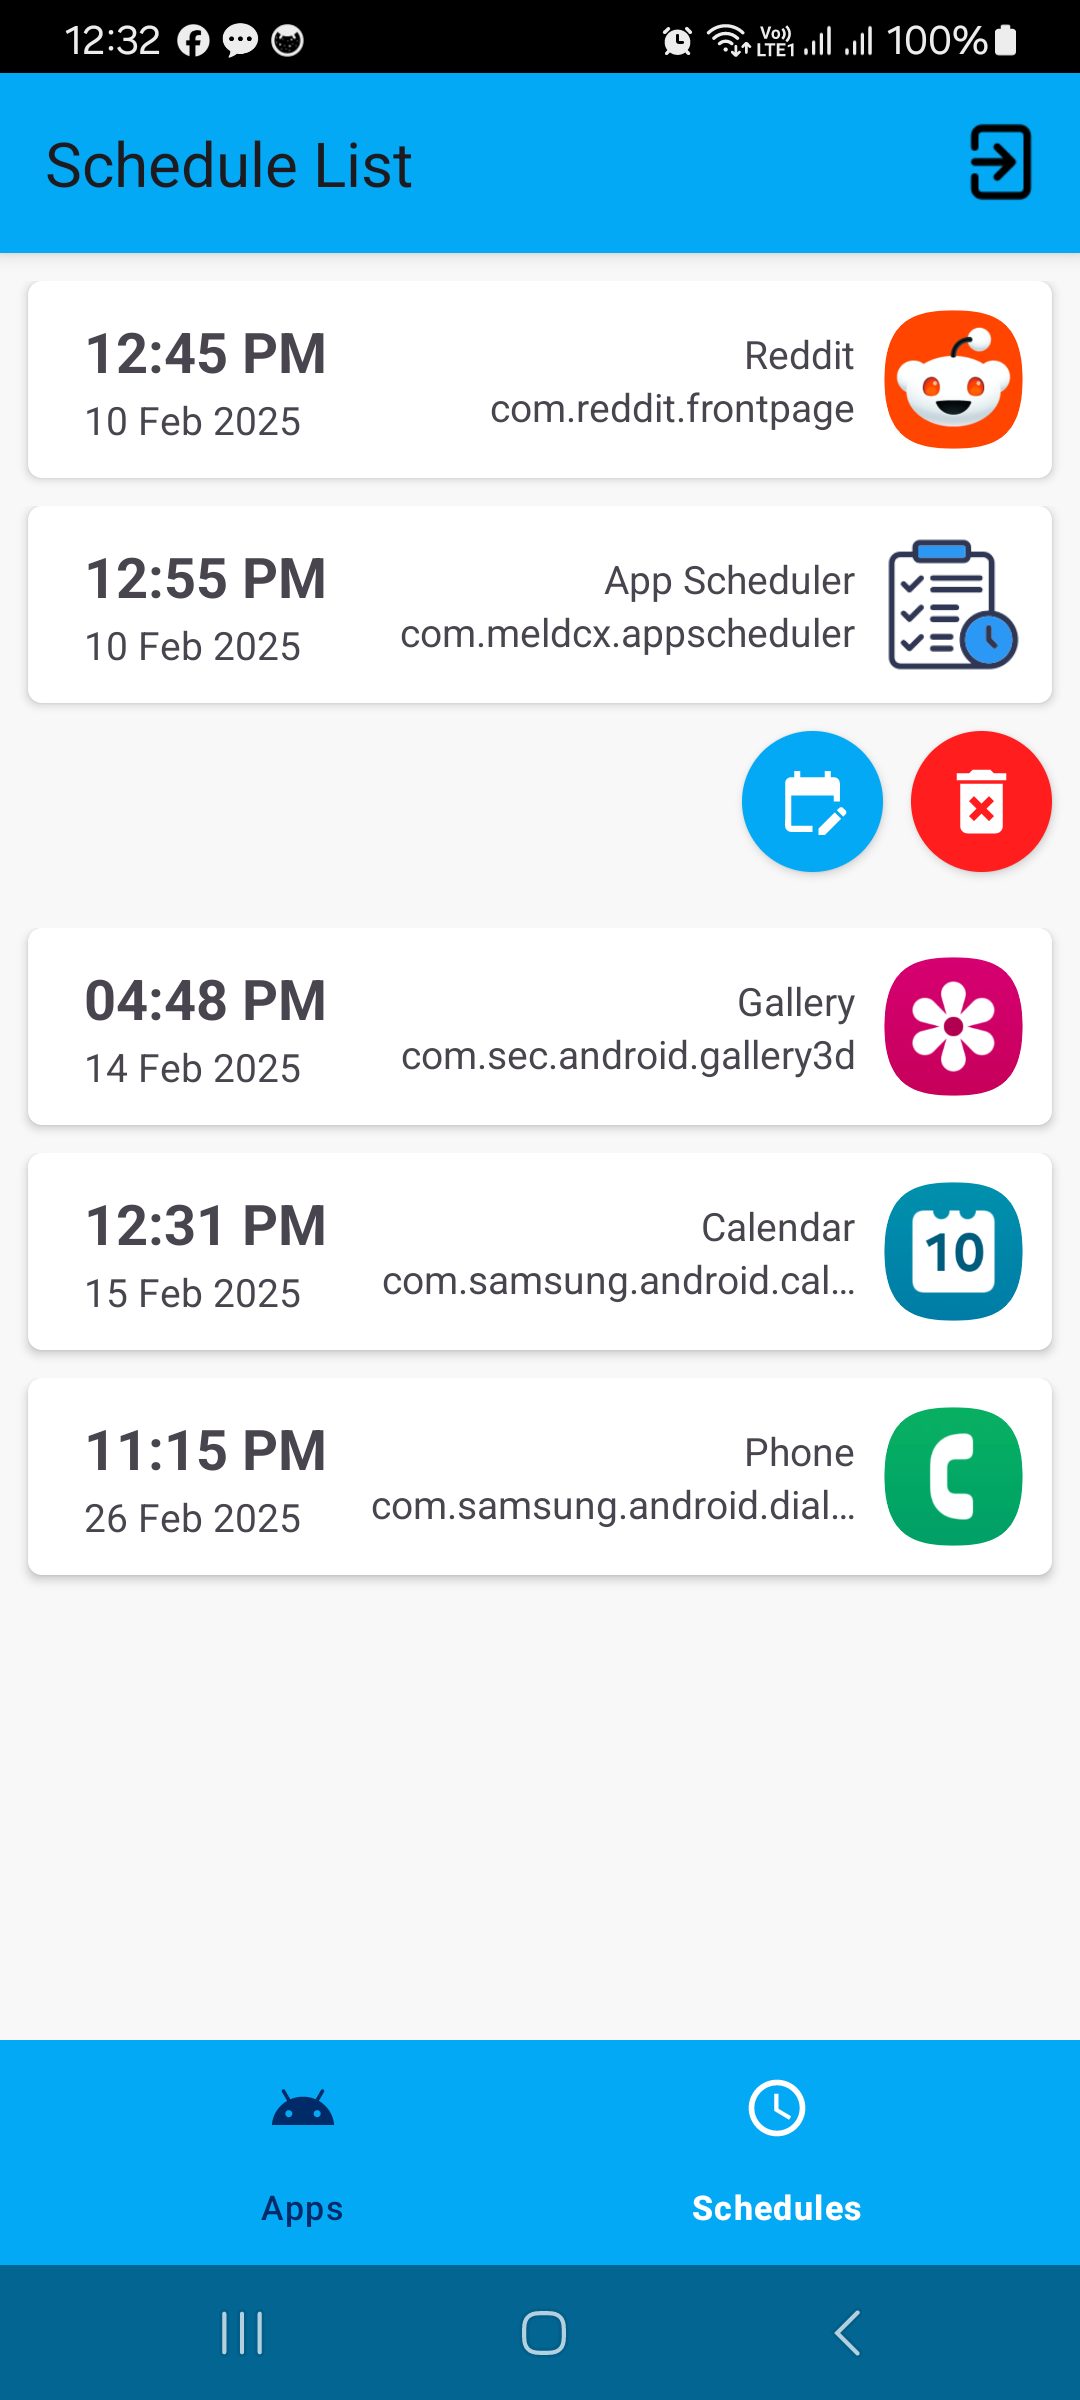 12:32
Vo))
LTE1
100%
Schedule List
12:45 PM
10 Feb 2025
Reddit
com.reddit.frontpage
12:55 PM
10 Feb 2025
App Scheduler
com.meldcx.appscheduler
04:48 PM
14 Feb 2025
Gallery
com.sec.android.gallery3d
12:31 PM
15 Feb 2025
Calendar
com.samsung.android.cal...
10
11:15 PM
26 Feb 2025
Phone
com.samsung.android.dial...
Apps
Schedules